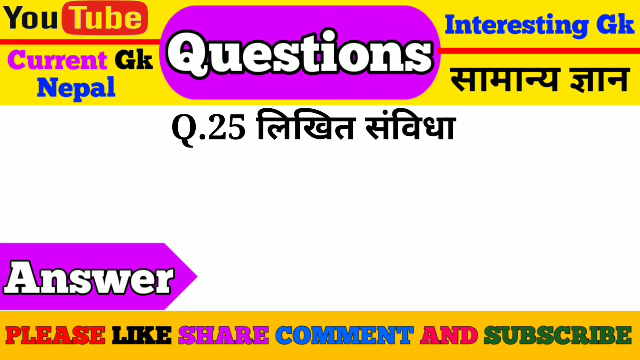 YouTube
Current Gk
Nepal
Questions
Interesting Gk
सामान्य ज्ञान
Q.25 लिखित संविधा
Answer
PLEASE LIKE SHARE COMMENT AND SUBSCRIBE